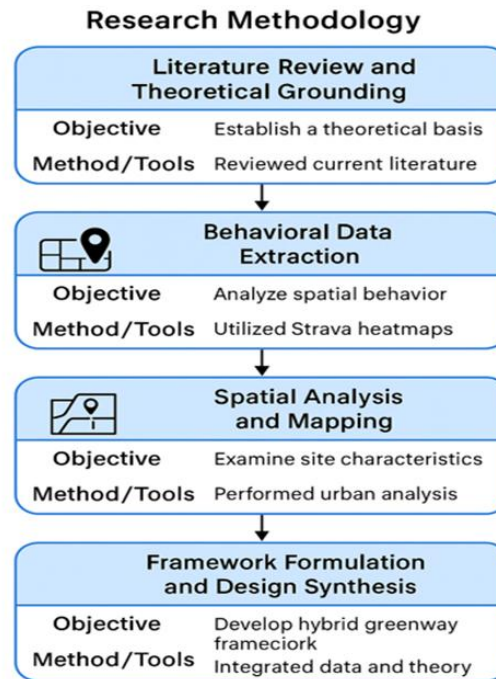 Research Methodology
Literature Review and
Theoretical Grounding
Objective Establish a theoretical basis
Method/Tools Reviewed current literature
Behavioral Data
Extraction
Objective Analyze spatial behavior
Method/Tools Utilized Strava heatmaps
Spatial Analysis
and Mapping
Objective Examine site characteristics
Method/Tools Performed urban analysis
Framework Formulation
and Design Synthesis
Objective Develop hybrid greenway
frameciork
Method/Tools Integrated data and theory